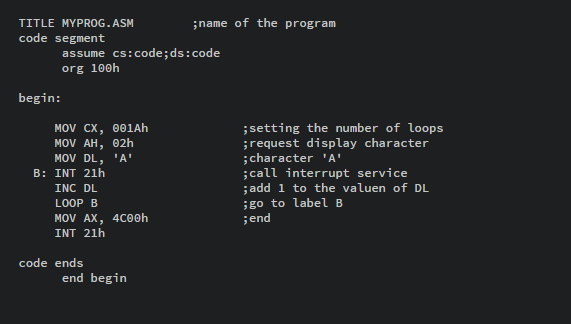 TITLE MYPROG.ASM        ;name of the program
code segment
      assume cs:code;ds:code
      org 100h
begin:
     MOV CX, 001Ah             ;setting the number of loops
     MOV AH, 02h               ;request display character
     MOV DL, 'A'               ;character 'A'
  B: INT 21h                   ;call interrupt service
     INC DL                    ;add 1 to the valuen of DL
     LOOP B                    ;go to label B
     MOV AX, 4C00h             ;end
     INT 21h
code ends
      end begin